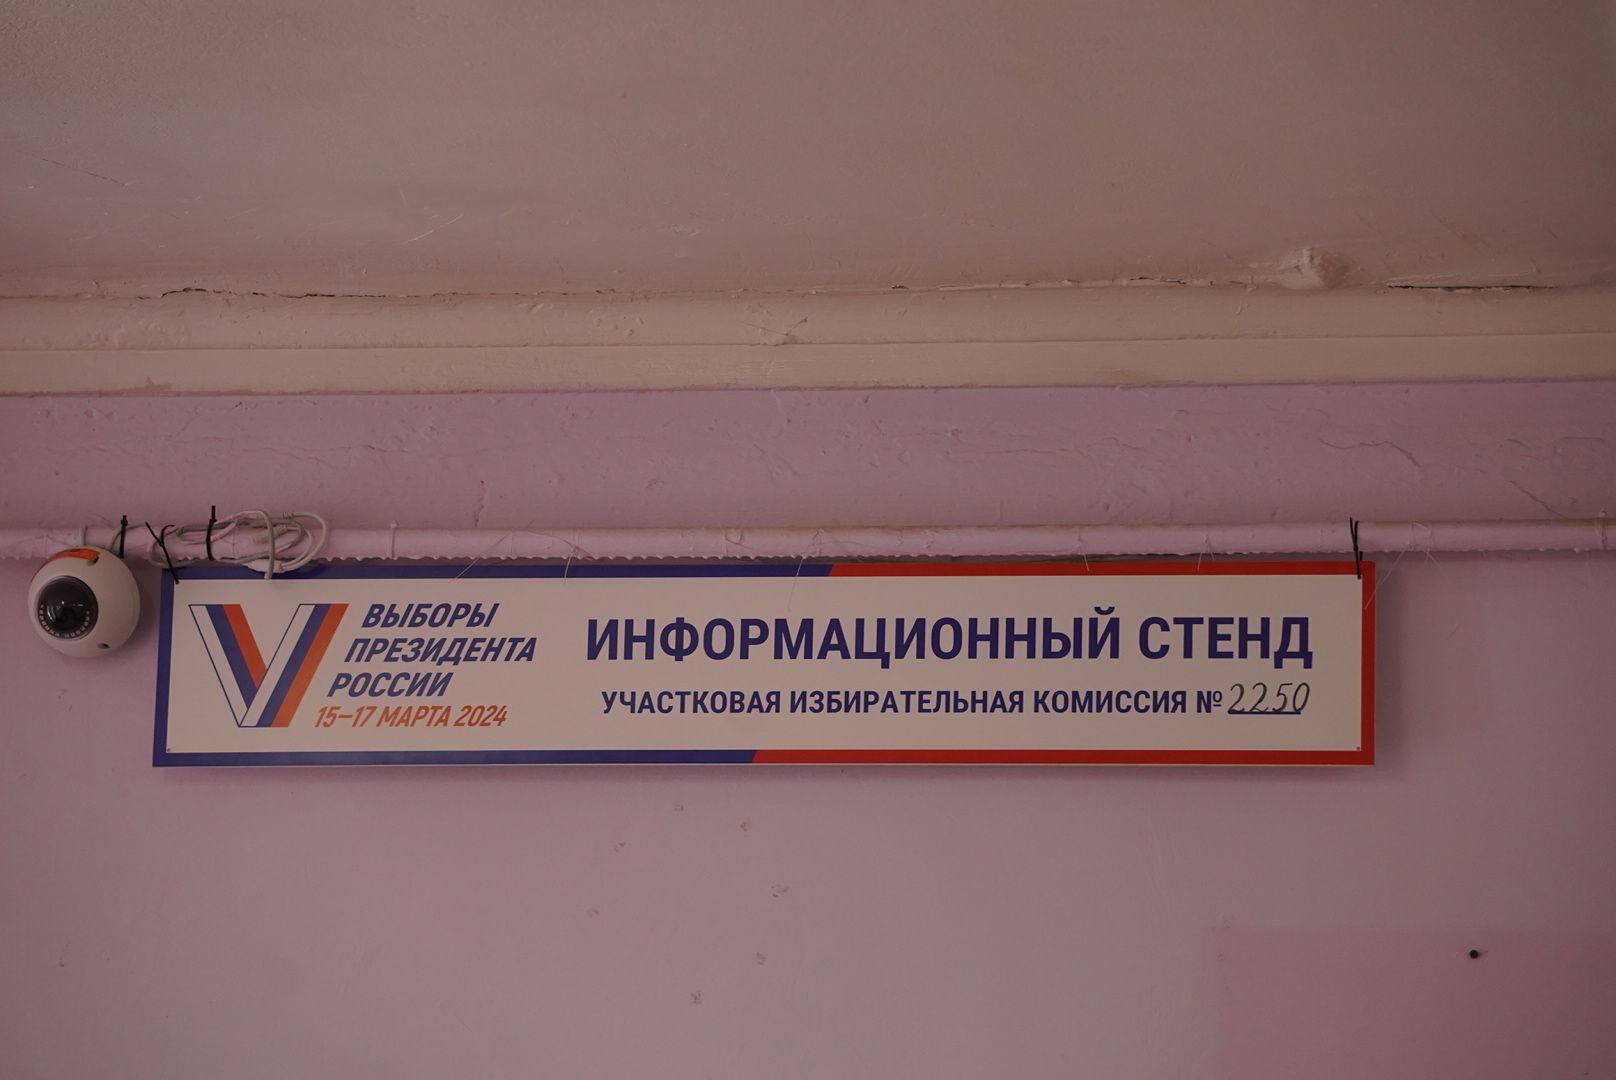 ВЫБОРЫ
ПРЕЗИДЕНТА
РОССИИ
15–17 МАРТА 2024
ИНФОРМАЦИОННЫЙ СТЕНД
УЧАСТКОВАЯ ИЗБИРАТЕЛЬНАЯ КОМИССИЯ № 2250